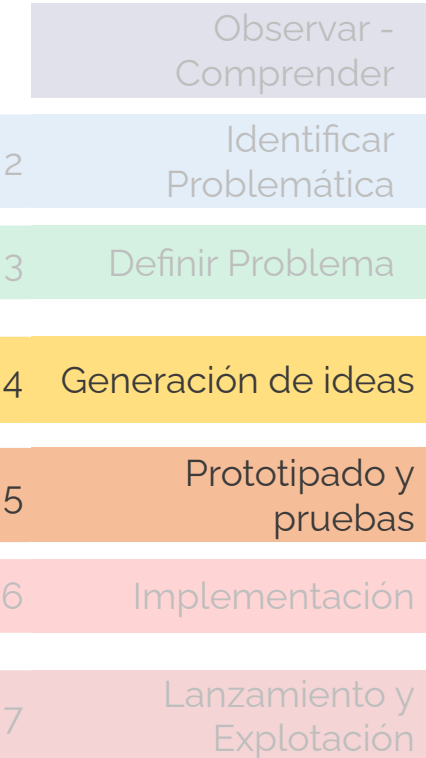 Observar -
Comprender
2 Identificar
Problemática
3 Definir Problema
4 Generación de ideas
5 Prototipado y
pruebas
6 Implementación
7 Lanzamiento y
Explotación